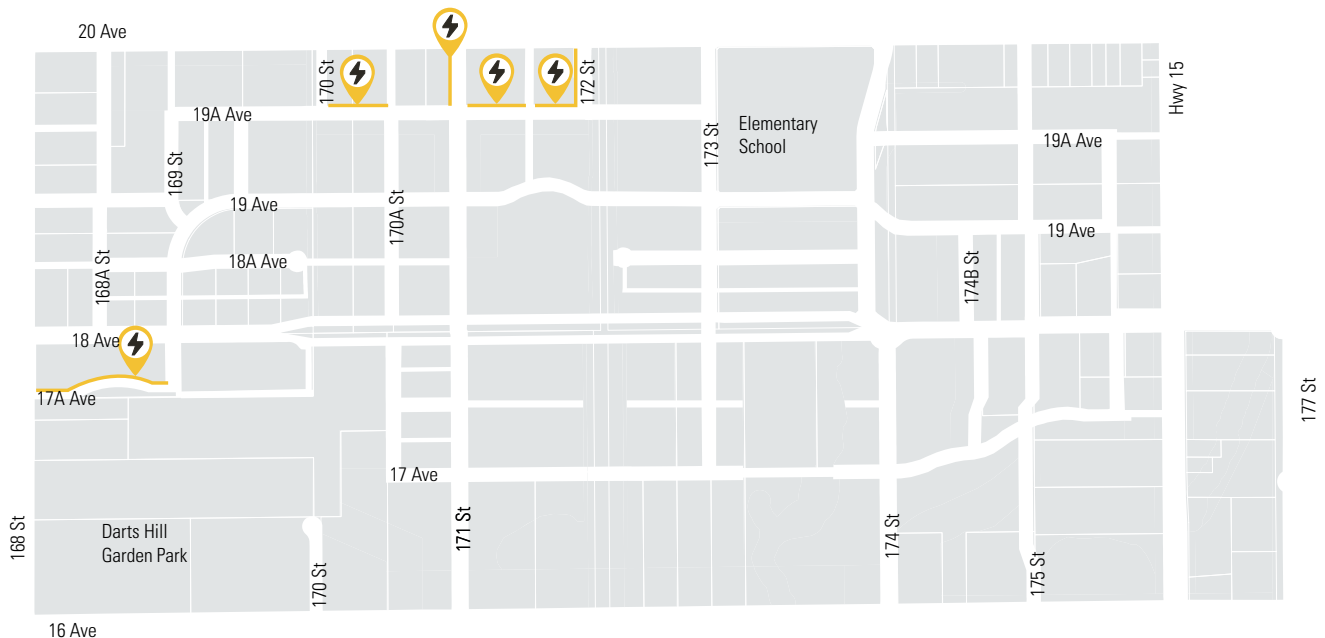 20 Ave
170 St
172 St
Hwy 15
19A Ave
173 St
Elementary
School
19A Ave
169 St
19 Ave
170A St
19 Ave
168A St
18A Ave
174B St
18 Ave
17A Ave
177 St
17 Ave
168 St
Darts Hill
Garden Park
170 St
171 St
174 St
175 St
16 Ave